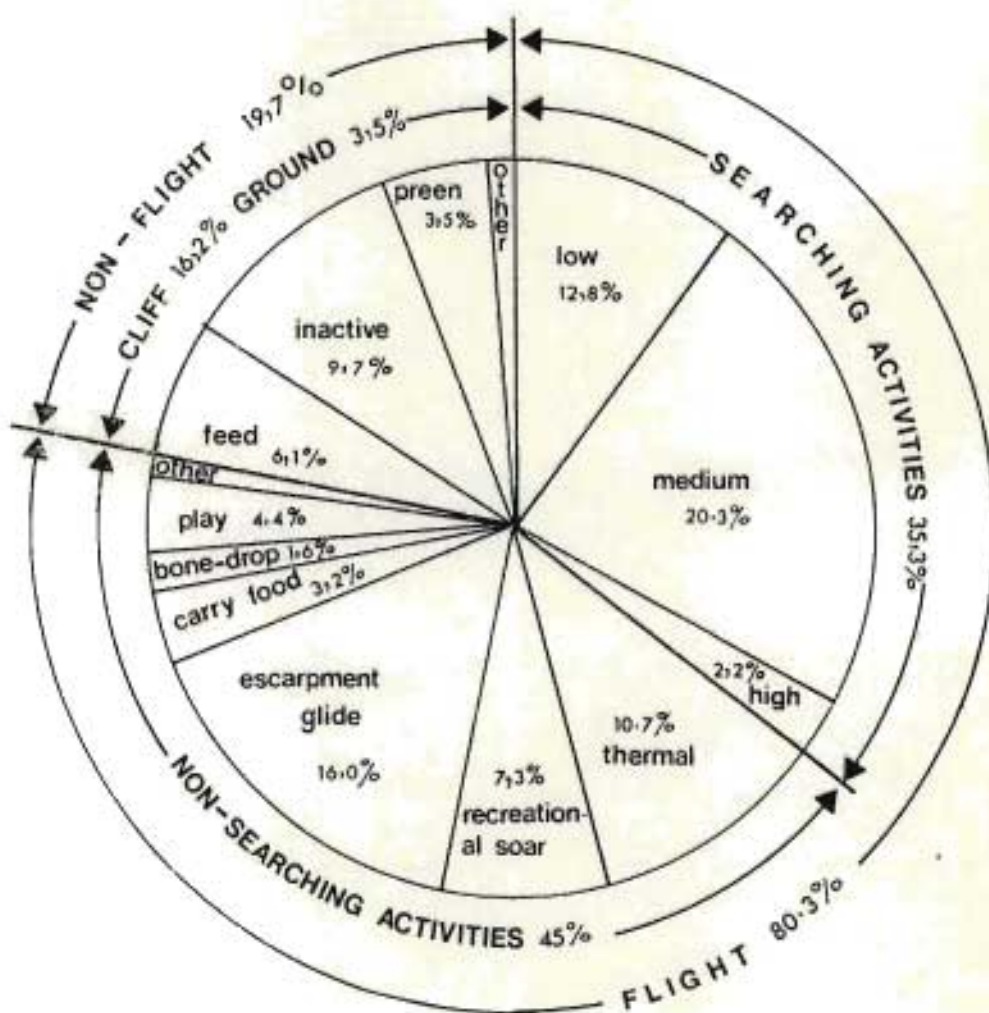 NON-FLIGHT 19,7%
CLIFF 16,2% GROUND 3,5%
SEARCHING ACTIVITIES 35,3%
FLIGHT 80.3%
NON-SEARCHING ACTIVITIES 45%
preen
3,5%
other
low
12,8%
inactive
9,7%
feed
6,1%
other
medium
20.3%
play 4,4%
bone-drop 1,6%
carry food 3,2%
2,2%
high
escarpment
glide
16,0%
10.7%
thermal
7,3%
recreation-
al soar